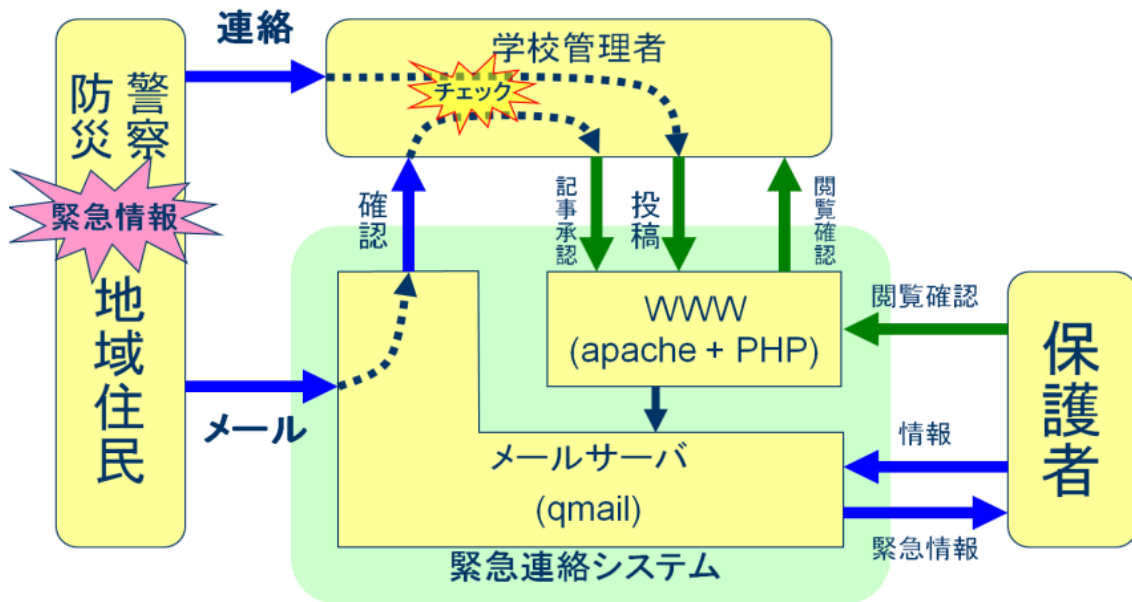 連絡
学校管理者
チェック
防災
警察
緊急情報
地域住民
確認
記事承認
投稿
閲覧確認
WWW
(apache + PHP)
閲覧確認
保護者
メール
メールサーバ
(qmail)
情報
緊急情報
緊急連絡システム